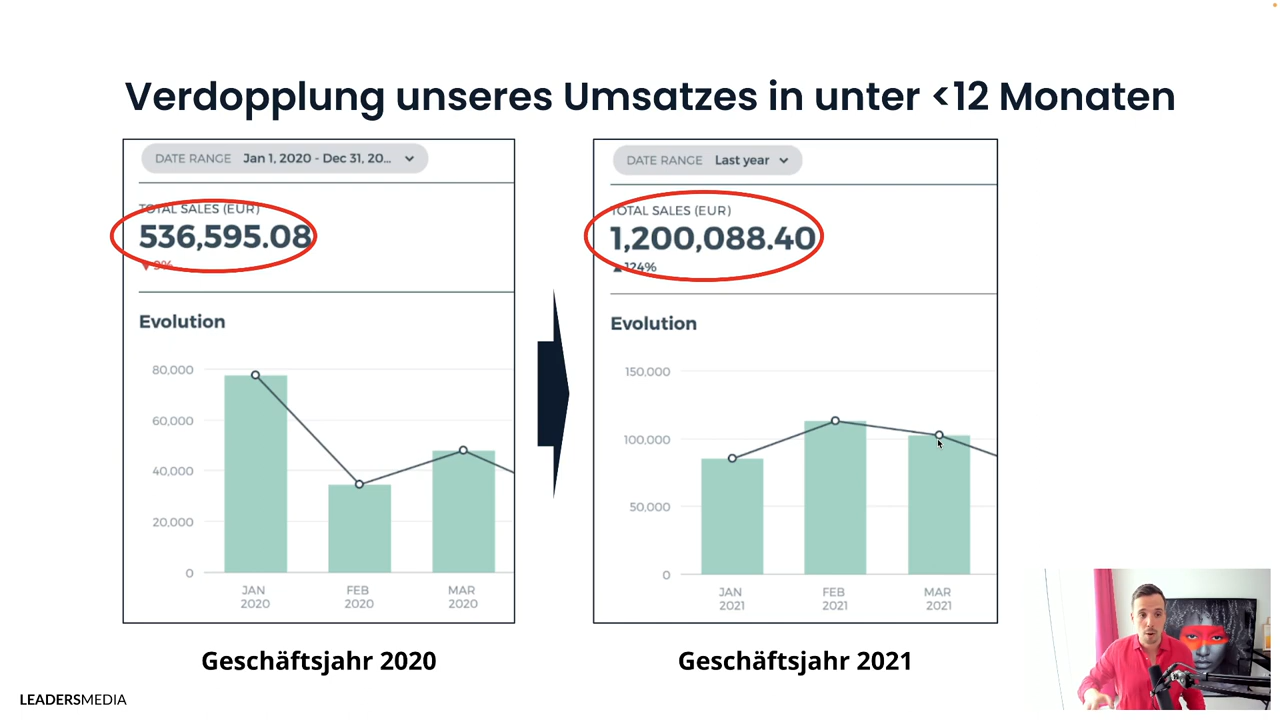 Verdopplung unseres Umsatzes in unter <12 Monaten
DATE RANGE Jan 1, 2020 - Dec 31, 20...
TOTAL SALES (EUR)
536,595.08
▼9%
Evolution
80,000
60,000
40,000
20,000
0
JAN
2020
FEB
2020
MAR
2020
Geschäftsjahr 2020
DATE RANGE Last year
TOTAL SALES (EUR)
1,200,088.40
▲124%
Evolution
150,000
100,000
50,000
0
JAN
2021
FEB
2021
MAR
2021
Geschäftsjahr 2021
LEADERSMEDIA